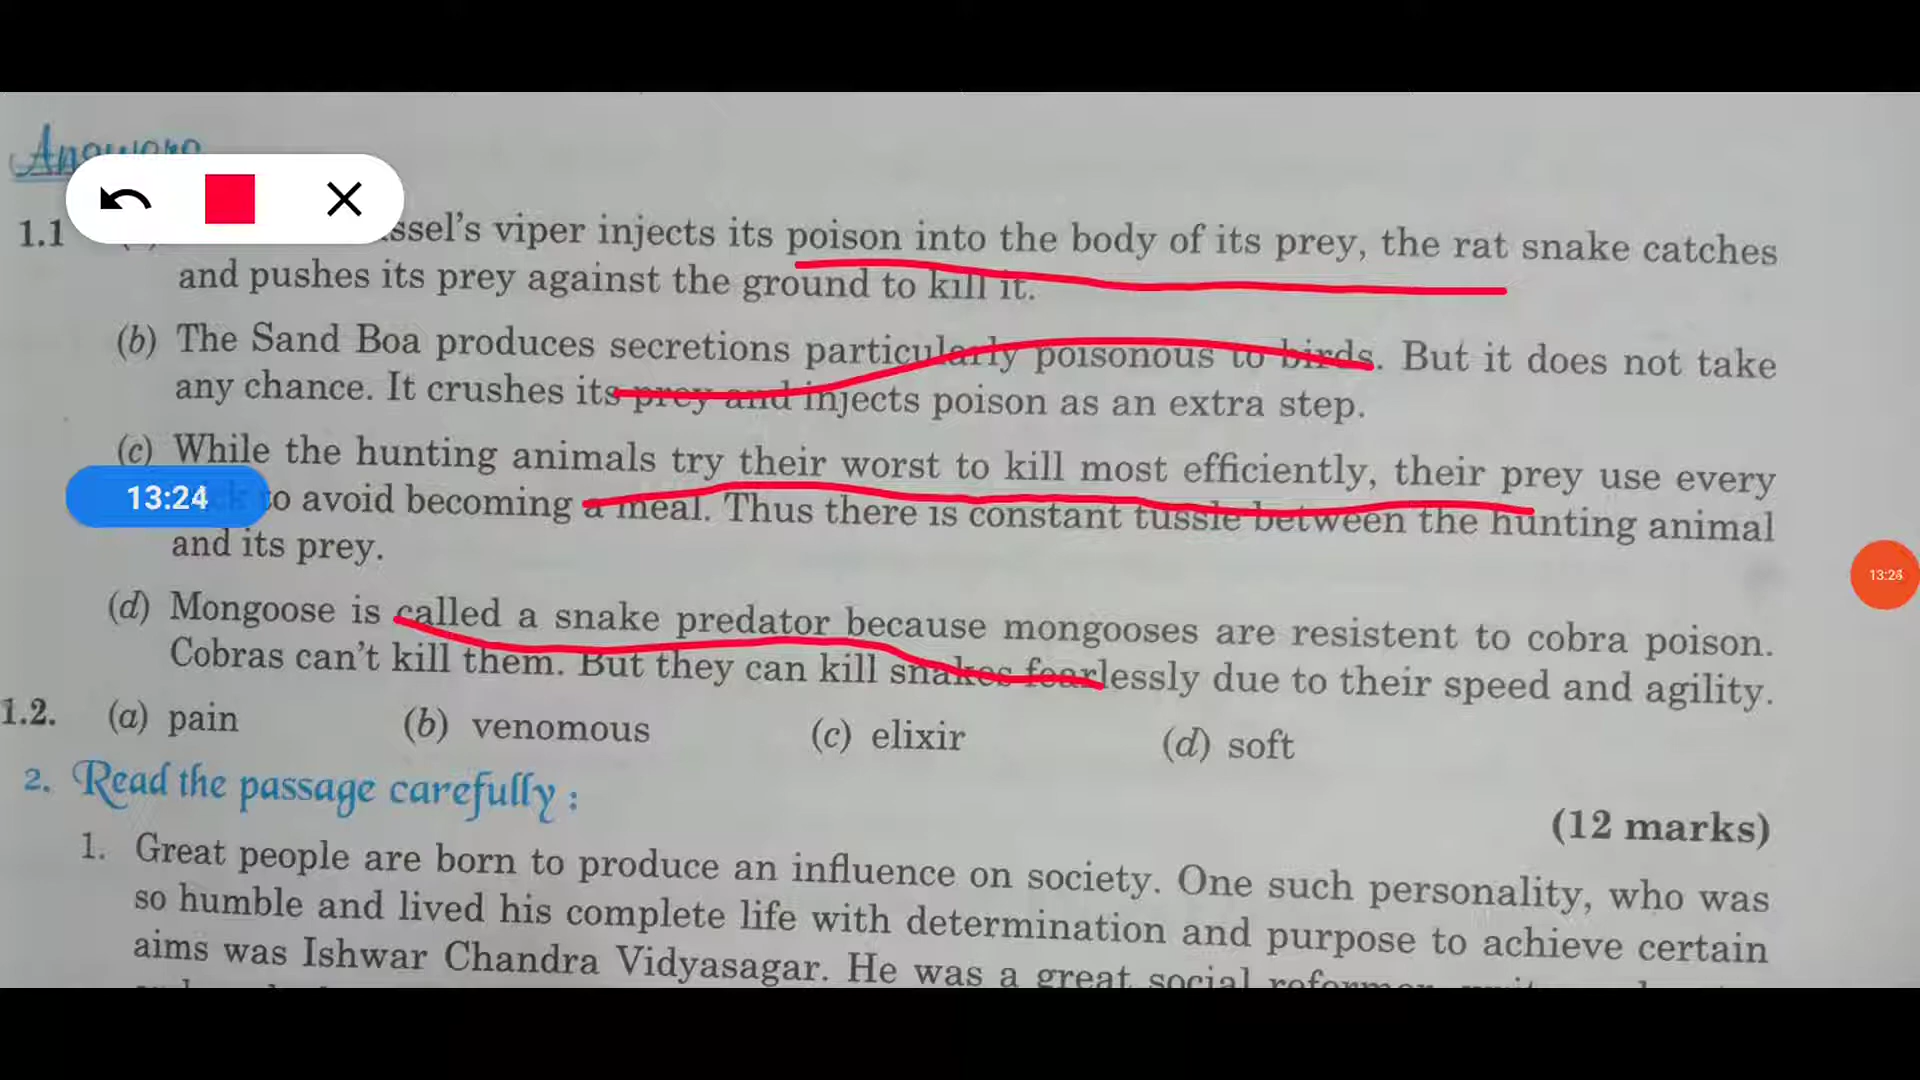 Answers
1.1 ssel's viper injects its poison into the body of its prey, the rat snake catches
and pushes its prey against the ground to kill it.
(b) The Sand Boa produces secretions particularly poisonous to birds. But it does not take
any chance. It crushes its prey and injects poison as an extra step.
(c) While the hunting animals try their worst to kill most efficiently, their prey use every
13:24 to avoid becoming a meal. Thus there is constant tussle between the hunting animal
and its prey.
13:23
(d) Mongoose is called a snake predator because mongooses are resistent to cobra poison.
Cobras can't kill them. But they can kill snakes fearlessly due to their speed and agility.
1.2. (a) pain (b) venomous (c) elixir (d) soft
2. Read the passage carefully :
(12 marks)
1. Great people are born to produce an influence on society. One such personality, who was
so humble and lived his complete life with determination and purpose to achieve certain
aims was Ishwar Chandra Vidyasagar. He was a great social